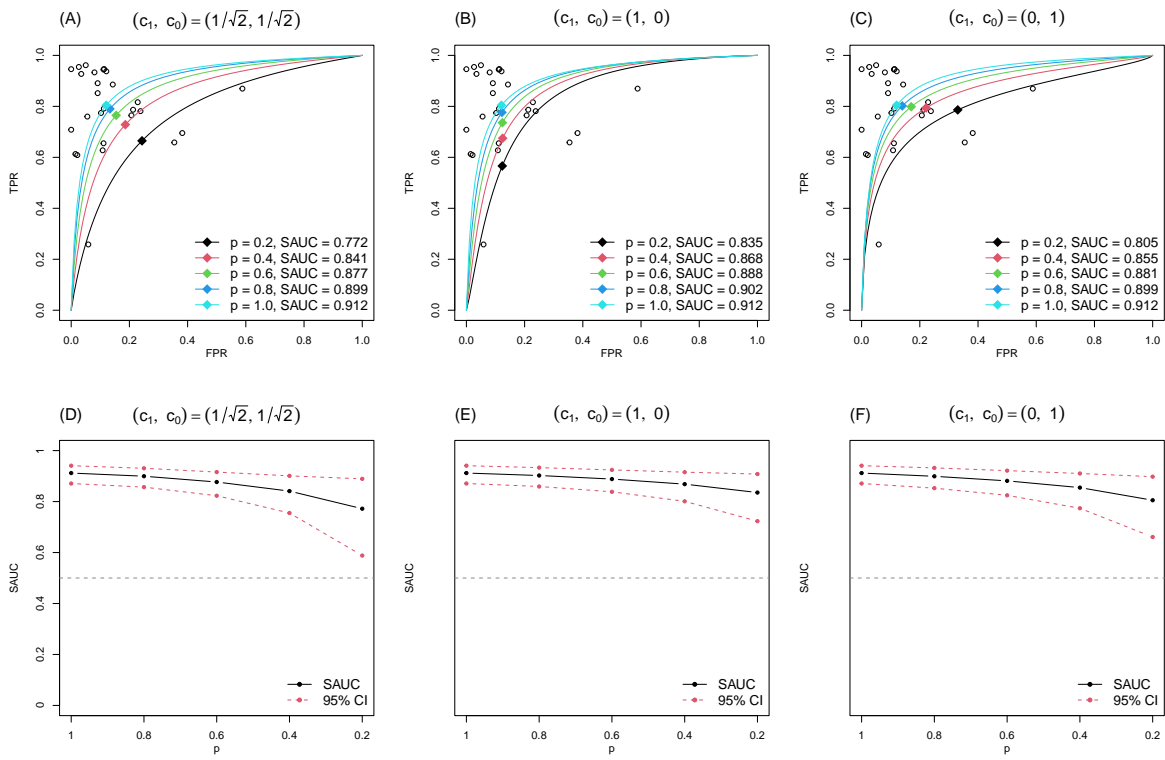 (A) (c₁, c₀) = (1/√2, 1/√2)
TPR
1.0
0.8
0.6
0.4
0.2
0.0
p = 0.2, SAUC = 0.772
p = 0.4, SAUC = 0.841
p = 0.6, SAUC = 0.877
p = 0.8, SAUC = 0.899
p = 1.0, SAUC = 0.912
0.0 0.2 0.4 0.6 0.8 1.0
FPR
(B) (c₁, c₀) = (1, 0)
TPR
1.0
0.8
0.6
0.4
0.2
0.0
p = 0.2, SAUC = 0.835
p = 0.4, SAUC = 0.868
p = 0.6, SAUC = 0.888
p = 0.8, SAUC = 0.902
p = 1.0, SAUC = 0.912
0.0 0.2 0.4 0.6 0.8 1.0
FPR
(C) (c₁, c₀) = (0, 1)
TPR
1.0
0.8
0.6
0.4
0.2
0.0
p = 0.2, SAUC = 0.805
p = 0.4, SAUC = 0.855
p = 0.6, SAUC = 0.881
p = 0.8, SAUC = 0.899
p = 1.0, SAUC = 0.912
0.0 0.2 0.4 0.6 0.8 1.0
FPR
(D) (c₁, c₀) = (1/√2, 1/√2)
SAUC
1
0.8
0.6
0.4
0.2
0
SAUC
95% CI
1 0.8 0.6 0.4 0.2
p
(E) (c₁, c₀) = (1, 0)
SAUC
SAUC
95% CI
1 0.8 0.6 0.4 0.2
p
(F) (c₁, c₀) = (0, 1)
SAUC
SAUC
95% CI
1 0.8 0.6 0.4 0.2
p